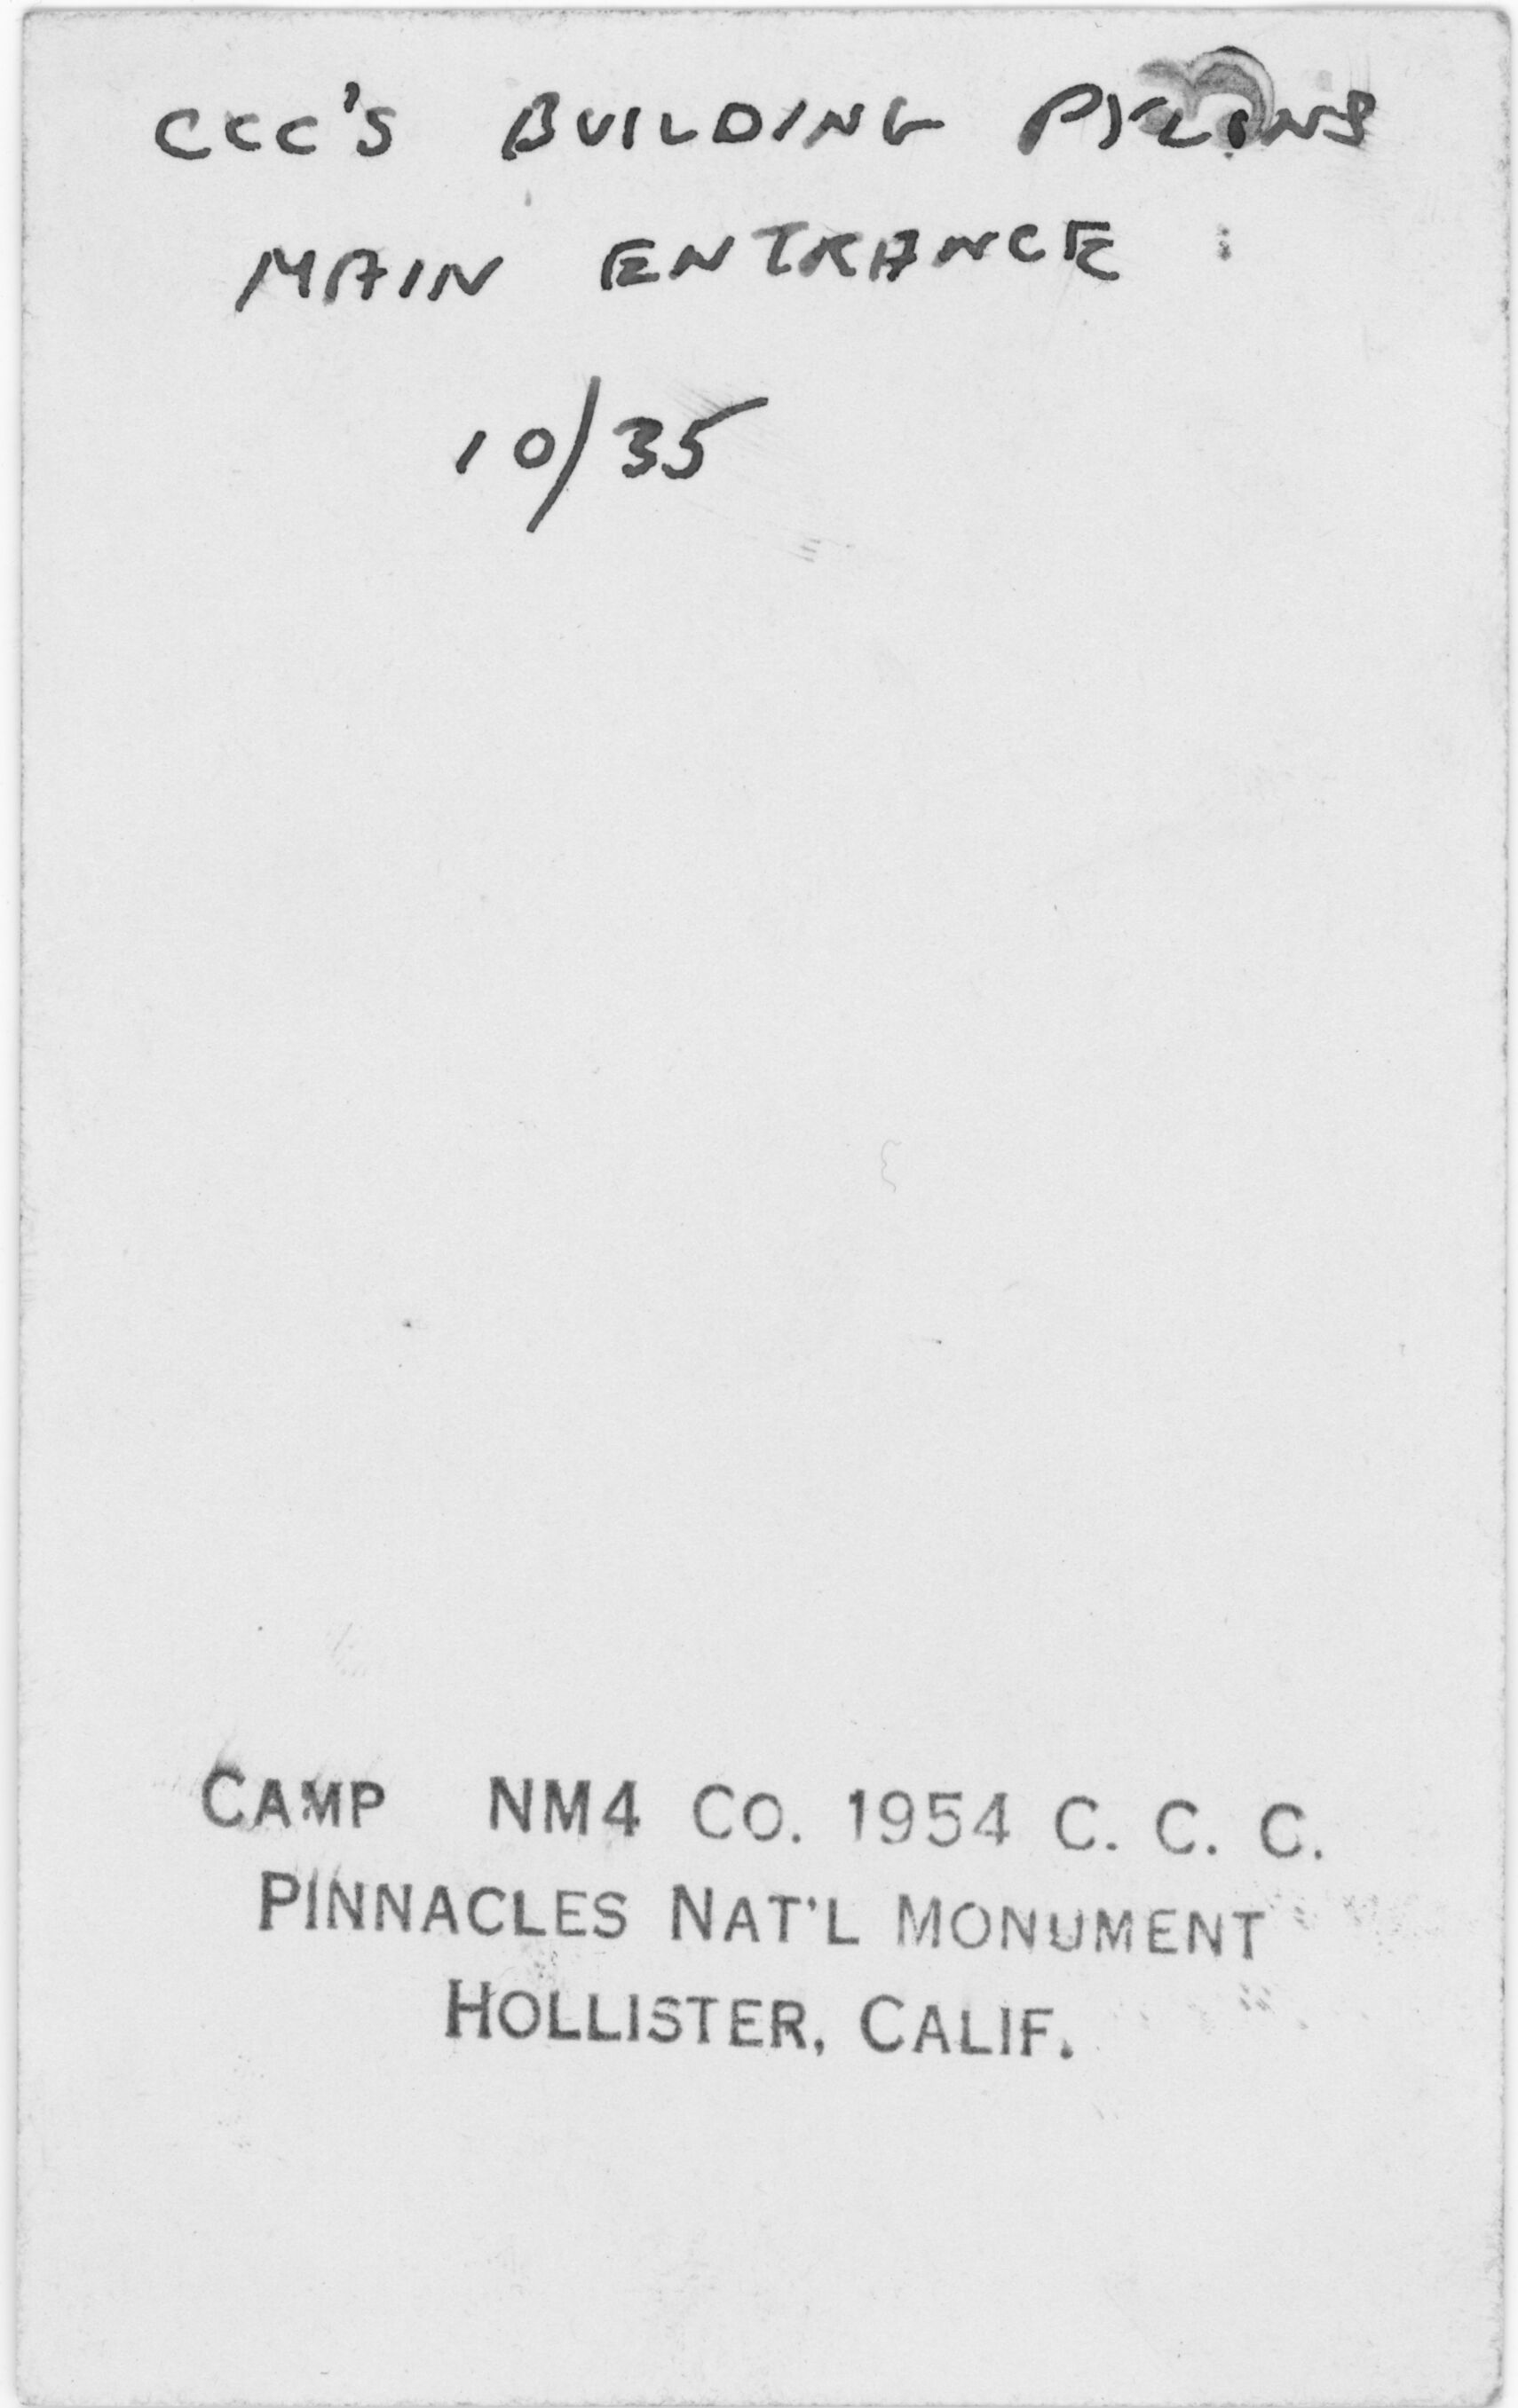 CCC'S BUILDING PYLONS
MAIN ENTRANCE
10/35
CAMP NM4 CO. 1954 C. C. C.
PINNACLES NAT'L MONUMENT
HOLLISTER, CALIF.